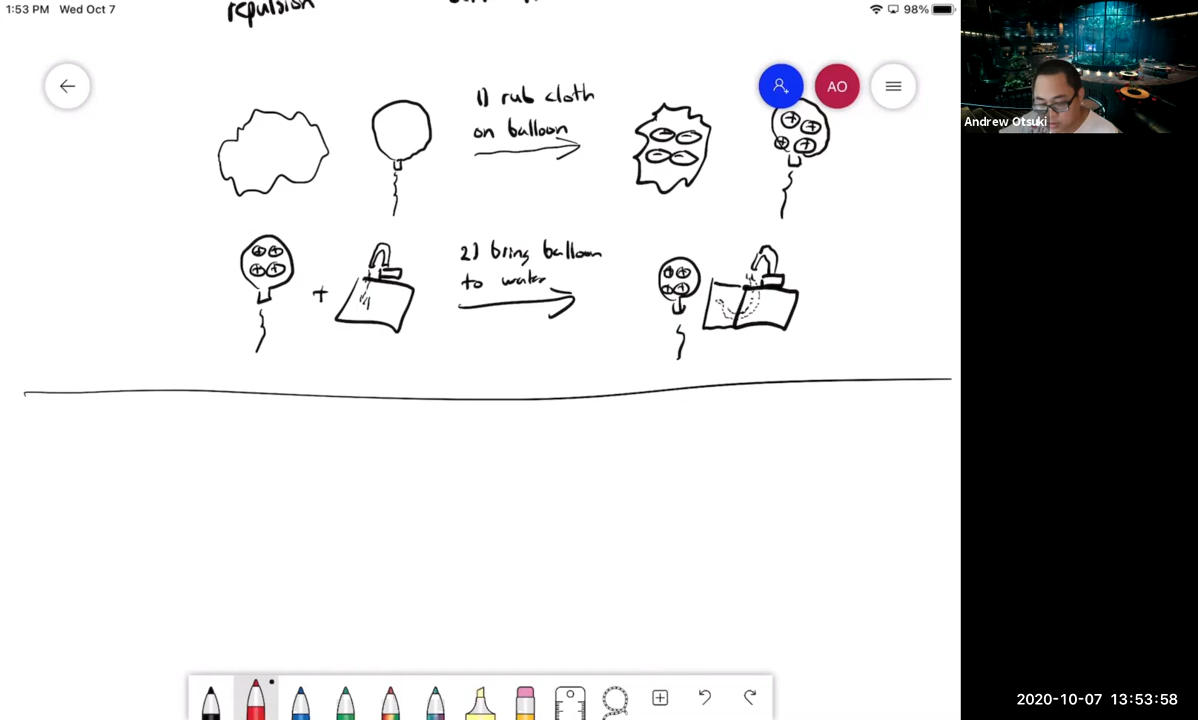 1:53 PM Wed Oct 7
98%
repulsion
1) rub cloth
on balloon
AO
Andrew Otsuki
2) bring balloon
to water
+
2020-10-07 13:53:58